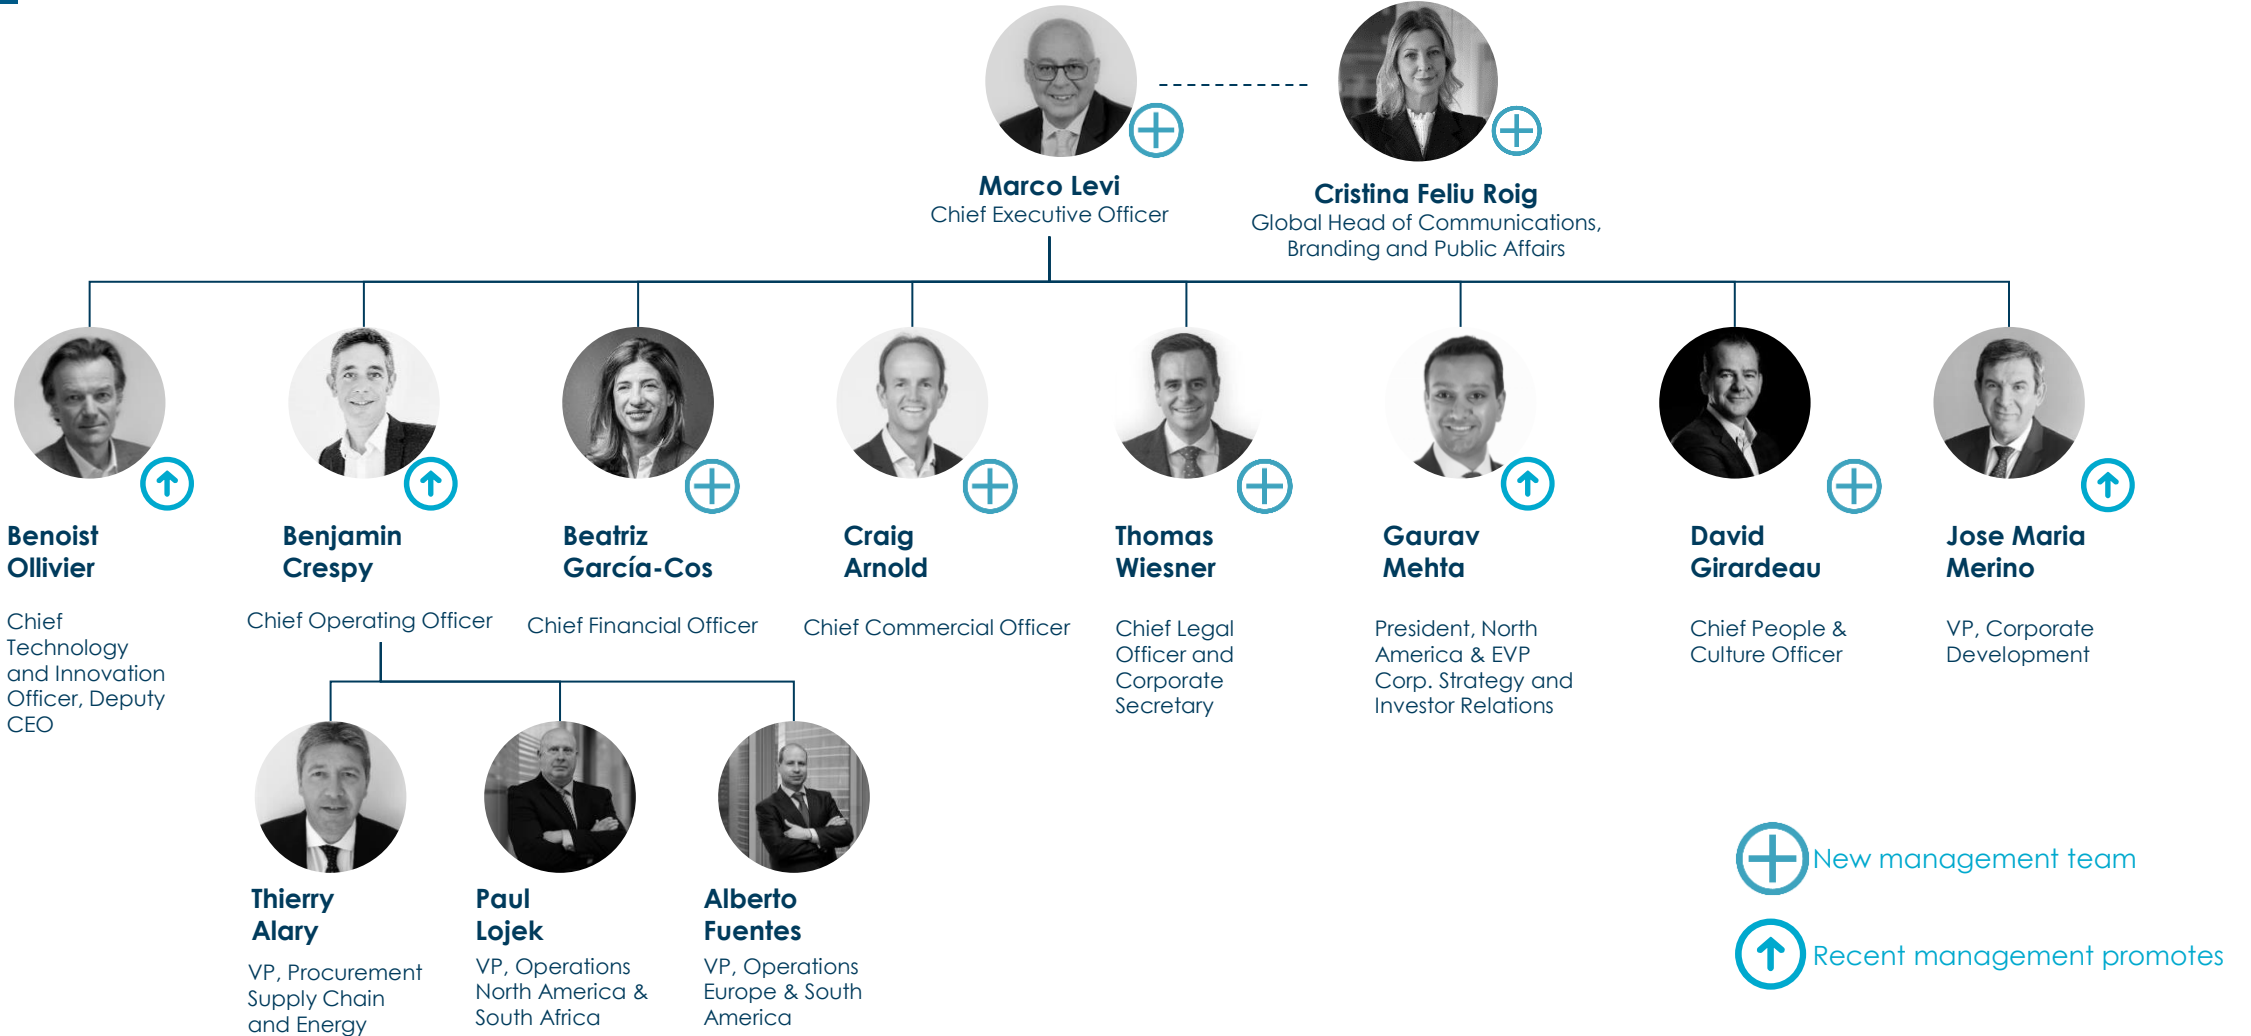 Marco Levi
Chief Executive Officer
Cristina Feliu Roig
Global Head of Communications,
Branding and Public Affairs
Benoist
Ollivier
Chief
Technology
and Innovation
Officer, Deputy
CEO
Benjamin
Crespy
Chief Operating Officer
Beatriz
García-Cos
Chief Financial Officer
Craig
Arnold
Chief Commercial Officer
Thomas
Wiesner
Chief Legal
Officer and
Corporate
Secretary
Gaurav
Mehta
President, North
America & EVP
Corp. Strategy and
Investor Relations
David
Girardeau
Chief People &
Culture Officer
Jose Maria
Merino
VP, Corporate
Development
Thierry
Alary
VP, Procurement
Supply Chain
and Energy
Paul
Lojek
VP, Operations
North America &
South Africa
Alberto
Fuentes
VP, Operations
Europe & South
America
New management team
Recent management promotes